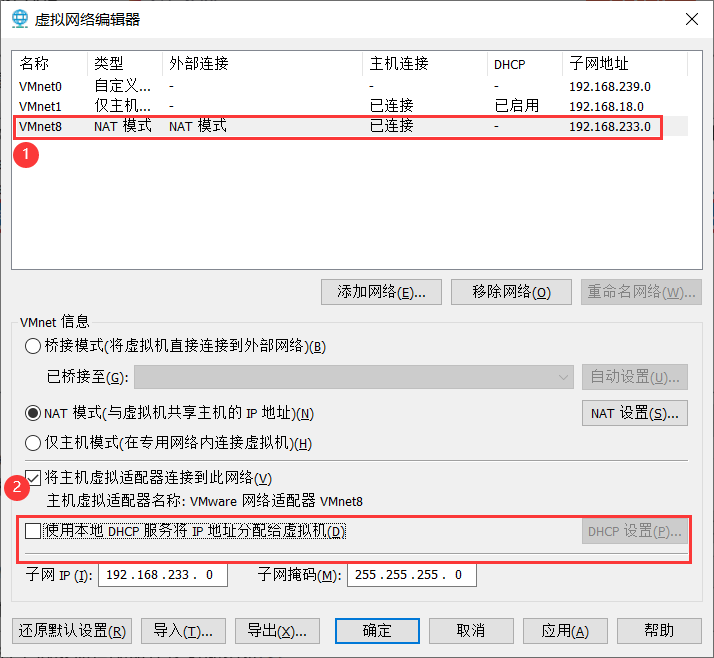 虚拟网络编辑器
名称 类型 外部连接 主机连接 DHCP 子网地址
VMnet0 自定义... - - - 192.168.239.0
VMnet1 仅主机... - 已连接 已启用 192.168.18.0
VMnet8 NAT 模式 NAT 模式 已连接 - 192.168.233.0
1
添加网络(E)... 移除网络(O) 重命名网络(W)...
VMnet 信息
桥接模式(将虚拟机直接连接到外部网络)(B)
已桥接至(G): 自动设置(U)...
NAT 模式(与虚拟机共享主机的 IP 地址)(N) NAT 设置(S)...
仅主机模式(在专用网络内连接虚拟机)(H)
将主机虚拟适配器连接到此网络(V)
2
主机虚拟适配器名称: VMware 网络适配器 VMnet8
使用本地 DHCP 服务将 IP 地址分配给虚拟机(D) DHCP 设置(P)...
子网 IP (I): 192.168.233. 0 子网掩码(M): 255.255.255. 0
还原默认设置(R) 导入(T)... 导出(X)... 确定 取消 应用(A) 帮助